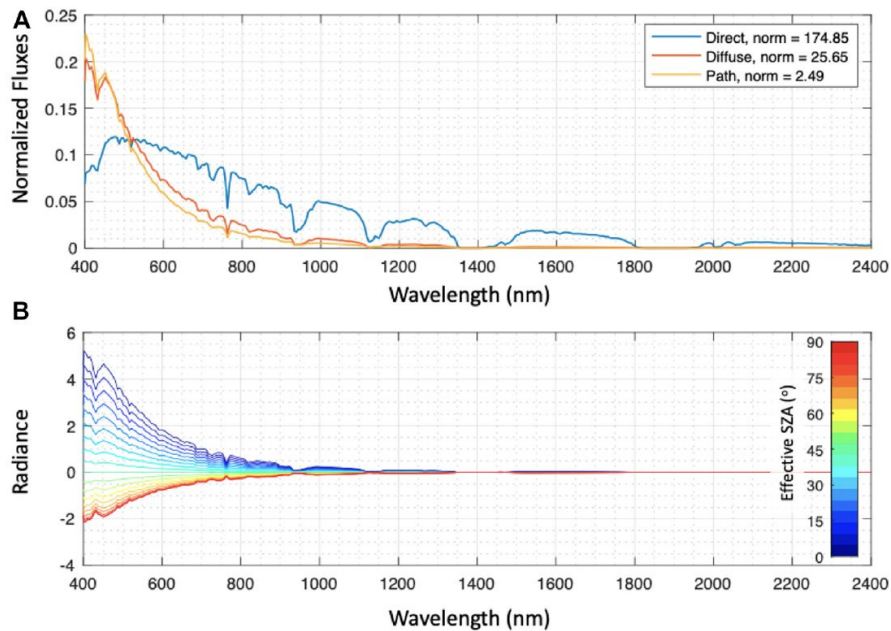 A
0.25
0.2
0.15
0.1
0.05
0
Normalized Fluxes
Direct, norm = 174.85
Diffuse, norm = 25.65
Path, norm = 2.49
400 600 800 1000 1200 1400 1600 1800 2000 2200 2400
Wavelength (nm)
B
6
4
2
0
-2
-4
Radiance
90
75
60
45
30
15
0
Effective SZA (º)
400 600 800 1000 1200 1400 1600 1800 2000 2200 2400
Wavelength (nm)